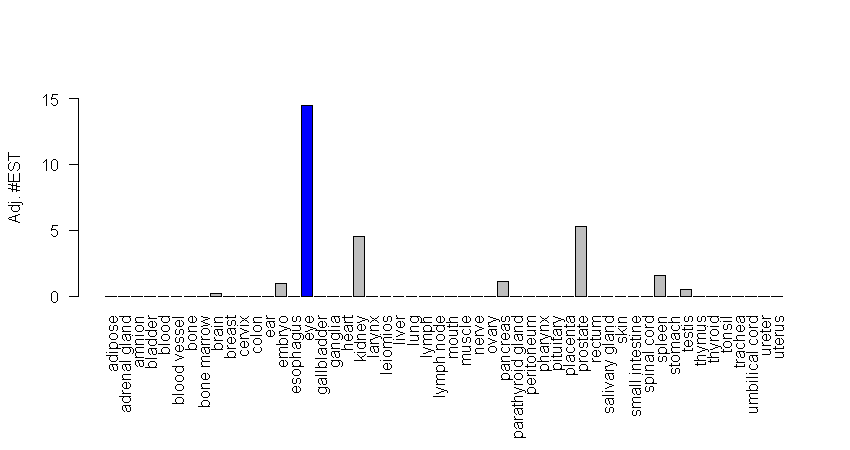 15
10
5
0
Adj. #EST
adipose
adrenal gland
amnion
bladder
blood
blood vessel
bone
bone marrow
brain
breast
cervix
colon
ear
embryo
esophagus
eye
gallbladder
ganglia
heart
kidney
larynx
leiomios
liver
lung
lymph
lymph node
mouth
muscle
nerve
ovary
pancreas
parathyroid gland
peritoneum
pharynx
pituitary
placenta
prostate
rectum
salivary gland
skin
small intestine
spinal cord
spleen
stomach
testis
thymus
thyroid
tonsil
trachea
umbilical cord
ureter
uterus